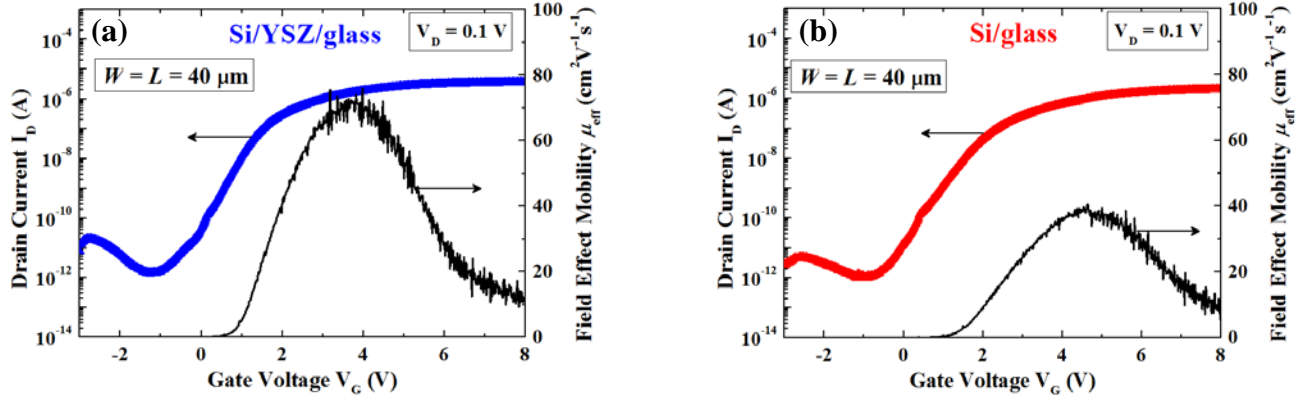 (a)
Si/YSZ/glass
V_D = 0.1 V
W = L = 40 μm
Drain Current I_D (A)
10⁻⁴
10⁻⁶
10⁻⁸
10⁻¹⁰
10⁻¹²
10⁻¹⁴
100
80
60
40
20
0
Field Effect Mobility μ_eff (cm²V⁻¹s⁻¹)
-2 0 2 4 6 8
Gate Voltage V_G (V)
(b)
Si/glass
V_D = 0.1 V
W = L = 40 μm
Drain Current I_D (A)
10⁻⁴
10⁻⁶
10⁻⁸
10⁻¹⁰
10⁻¹²
10⁻¹⁴
100
80
60
40
20
0
Field Effect Mobility μ_eff (cm²V⁻¹s⁻¹)
-2 0 2 4 6 8
Gate Voltage V_G (V)